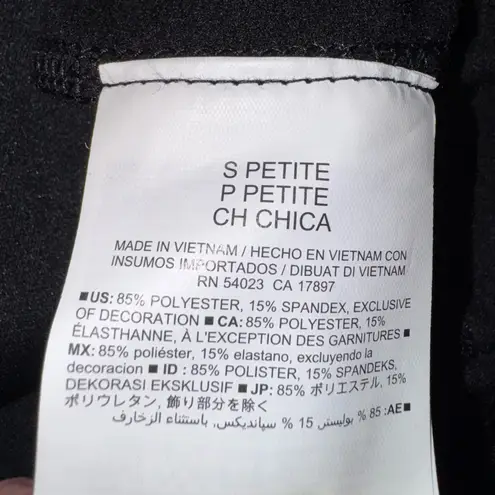 S PETITE
P PETITE
CH CHICA
MADE IN VIETNAM / HECHO EN VIETNAM CON
INSUMOS IMPORTADOS / DIBUAT DI VIETNAM
RN 54023 CA 17897
■US: 85% POLYESTER, 15% SPANDEX, EXCLUSIVE
OF DECORATION ■ CA: 85% POLYESTER, 15%
ÉLASTHANNE, À L'EXCEPTION DES GARNITURES ■
MX: 85% poliéster, 15% elastano, excluyendo la
decoracion ■ ID : 85% POLISTER, 15% SPANDEKS,
DEKORASI EKSKLUSIF ■ JP: 85% ポリエステル, 15%
ポリウレタン, 飾り部分を除く
■AE: 85 % بوليستر, 15 % سپانديكس, باستثناء الزخارف